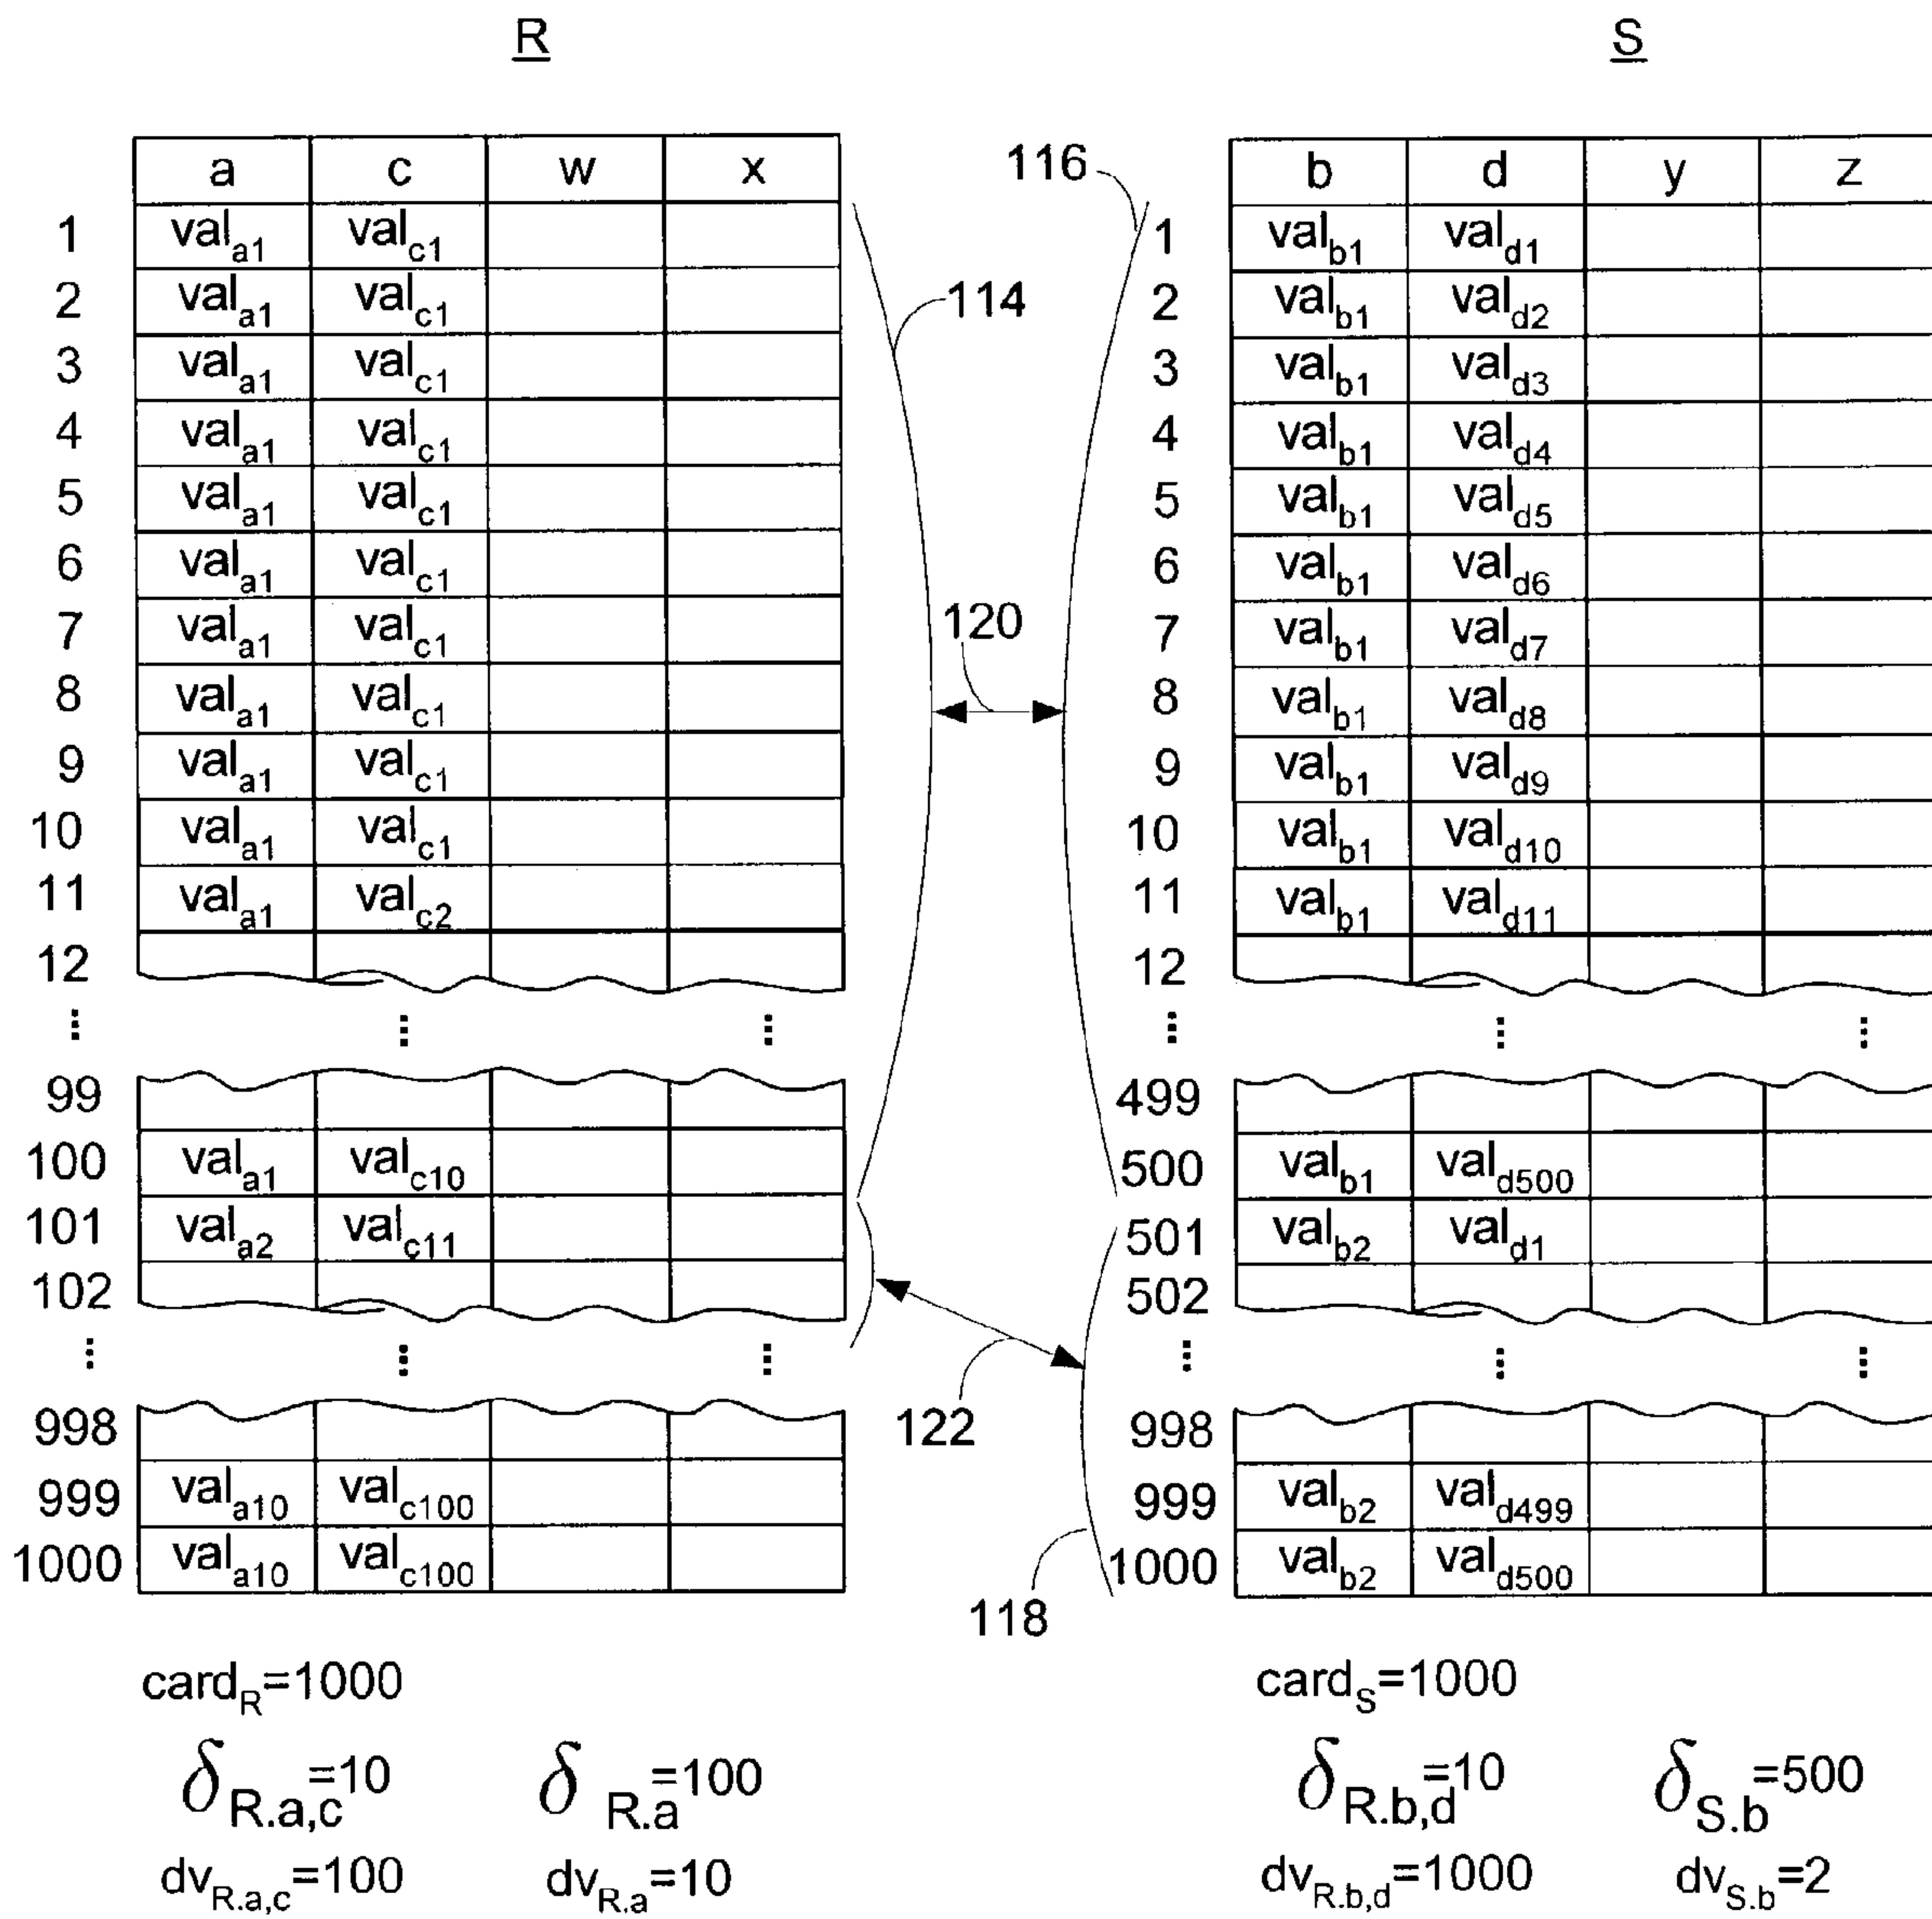 R
S
a c w x
b d y z
1 val_a1 val_c1
2 val_a1 val_c1
3 val_a1 val_c1
4 val_a1 val_c1
5 val_a1 val_c1
6 val_a1 val_c1
7 val_a1 val_c1
8 val_a1 val_c1
9 val_a1 val_c1
10 val_a1 val_c1
11 val_a1 val_c2
12
⋮ ⋮ ⋮
99
100 val_a1 val_c10
101 val_a2 val_c11
102
⋮ ⋮ ⋮
998
999 val_a10 val_c100
1000 val_a10 val_c100
116
114
120
122
118
1 val_b1 val_d1
2 val_b1 val_d2
3 val_b1 val_d3
4 val_b1 val_d4
5 val_b1 val_d5
6 val_b1 val_d6
7 val_b1 val_d7
8 val_b1 val_d8
9 val_b1 val_d9
10 val_b1 val_d10
11 val_b1 val_d11
12
⋮ ⋮ ⋮
499
500 val_b1 val_d500
501 val_b2 val_d1
502
⋮ ⋮ ⋮
998
999 val_b2 val_d499
1000 val_b2 val_d500
card_R=1000
δ_R.a,c=10 δ_R.a=100
dv_R.a,c=100 dv_R.a=10
card_S=1000
δ_R.b,d=10 δ_S.b=500
dv_R.b,d=1000 dv_S.b=2